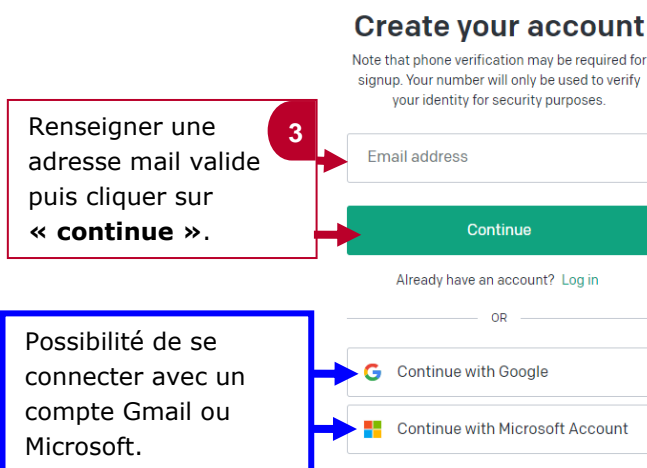 Create your account
Note that phone verification may be required for
signup. Your number will only be used to verify
your identity for security purposes.
3
Renseigner une
adresse mail valide
puis cliquer sur
« continue ».
Email address
Continue
Already have an account? Log in
OR
Possibilité de se
connecter avec un
compte Gmail ou
Microsoft.
Continue with Google
Continue with Microsoft Account